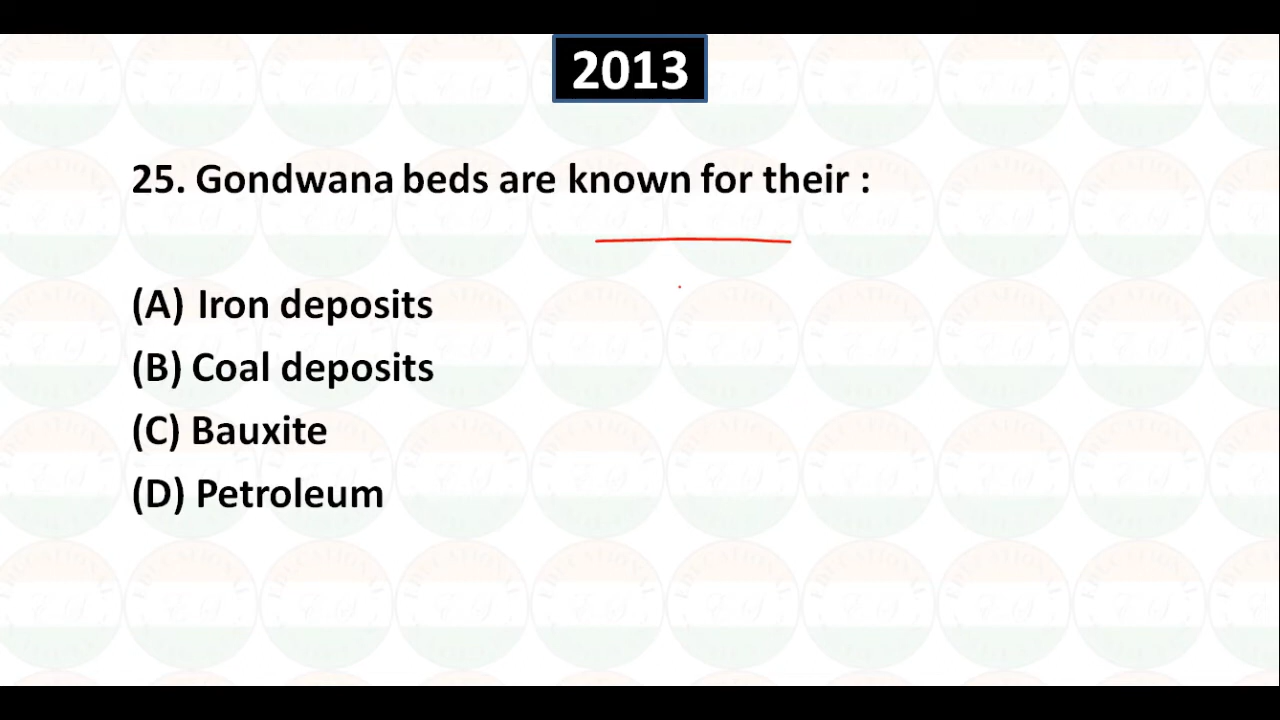 2013
25. Gondwana beds are known for their :
(A) Iron deposits
(B) Coal deposits
(C) Bauxite
(D) Petroleum